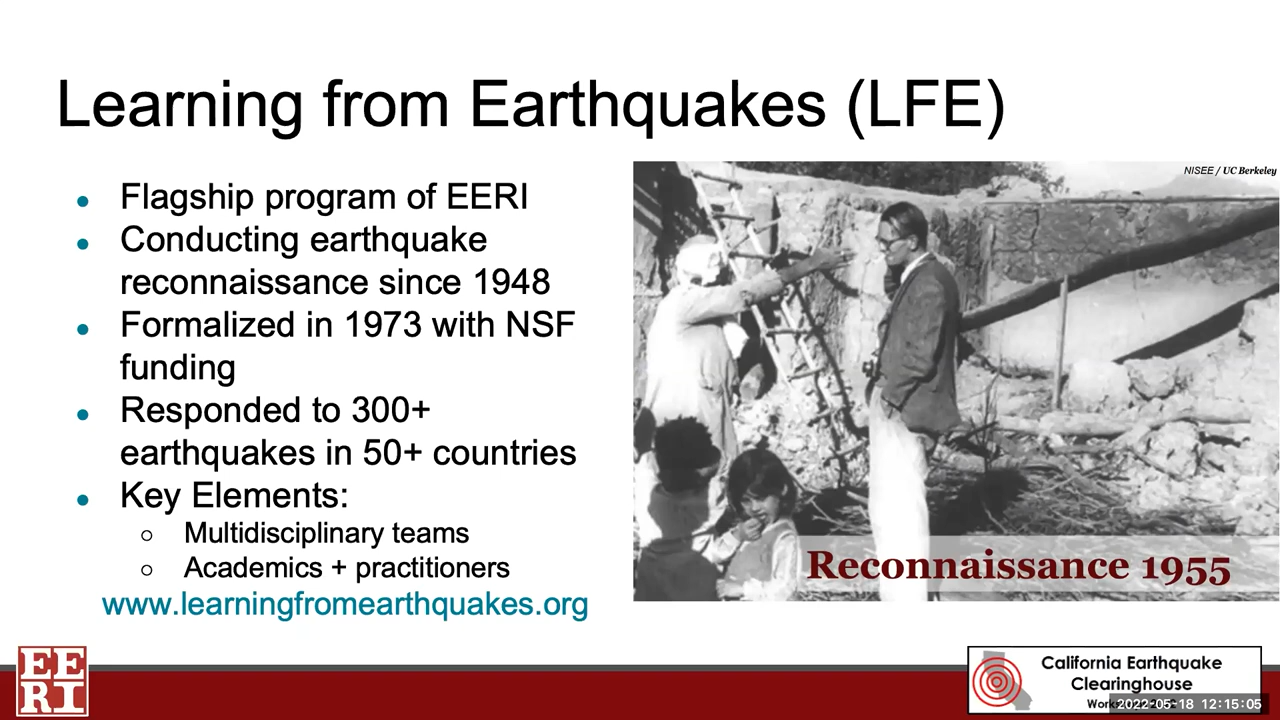 Learning from Earthquakes (LFE)
NISEE / UC Berkeley
● Flagship program of EERI
● Conducting earthquake
reconnaissance since 1948
● Formalized in 1973 with NSF
funding
● Responded to 300+
earthquakes in 50+ countries
● Key Elements:
○ Multidisciplinary teams
○ Academics + practitioners
www.learningfromearthquakes.org
Reconnaissance 1955
EE
RI
California Earthquake
Clearinghouse
2022-05-18 12:15:05